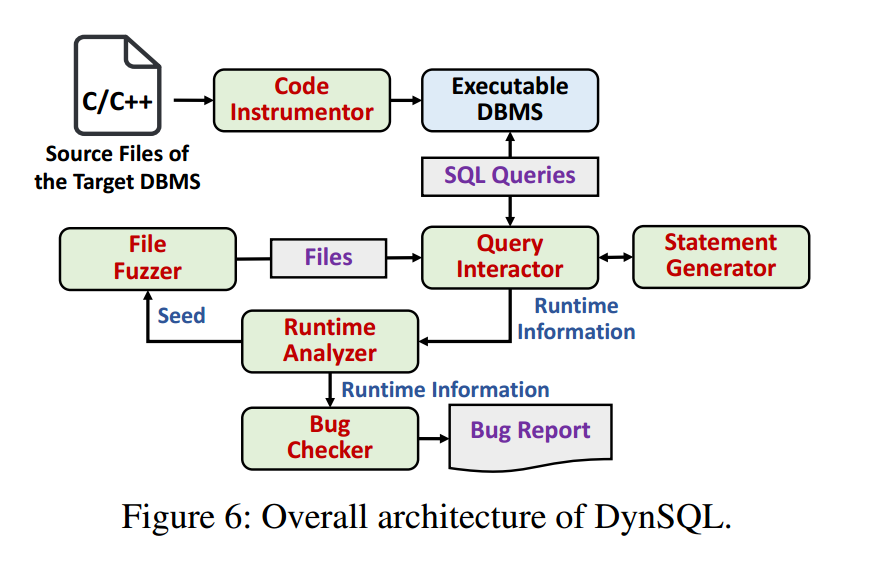 C/C++
Source Files of
the Target DBMS
Code
Instrumentor
Executable
DBMS
SQL Queries
File
Fuzzer
Files
Query
Interactor
Statement
Generator
Seed
Runtime
Information
Runtime
Analyzer
Runtime Information
Bug
Checker
Bug Report
Figure 6: Overall architecture of DynSQL.